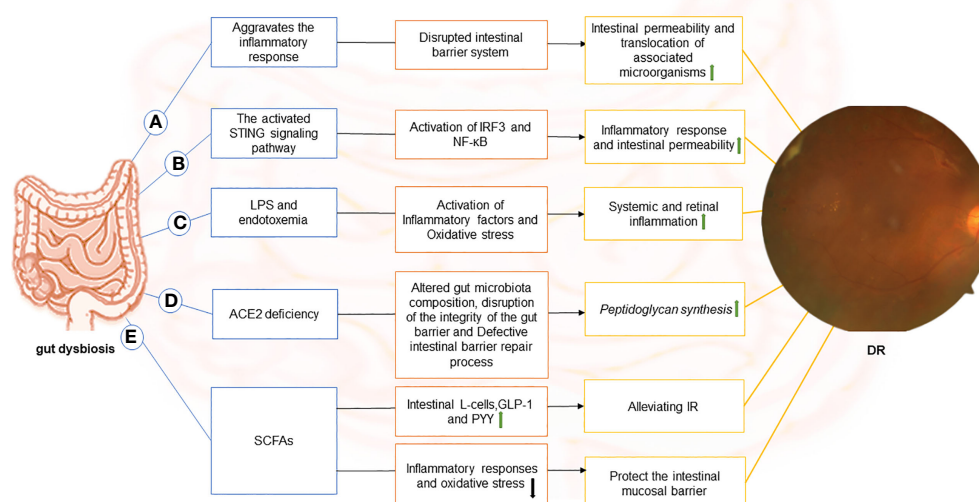 Aggravates the
inflammatory
response
Disrupted intestinal
barrier system
Intestinal permeability and
translocation of
associated
microorganisms
A
The activated
STING signaling
pathway
Activation of IRF3 and
NF-κB
Inflammatory response
and intestinal permeability
B
LPS and
endotoxemia
Activation of
Inflammatory factors and
Oxidative stress
Systemic and retinal
inflammation
C
D
ACE2 deficiency
Altered gut microbiota
composition, disruption
of the integrity of the gut
barrier and Defective
intestinal barrier repair
process
Peptidoglycan synthesis
E
gut dysbiosis
DR
SCFAs
Intestinal L-cells,GLP-1
and PYY
Alleviating IR
Inflammatory responses
and oxidative stress
Protect the intestinal
mucosal barrier